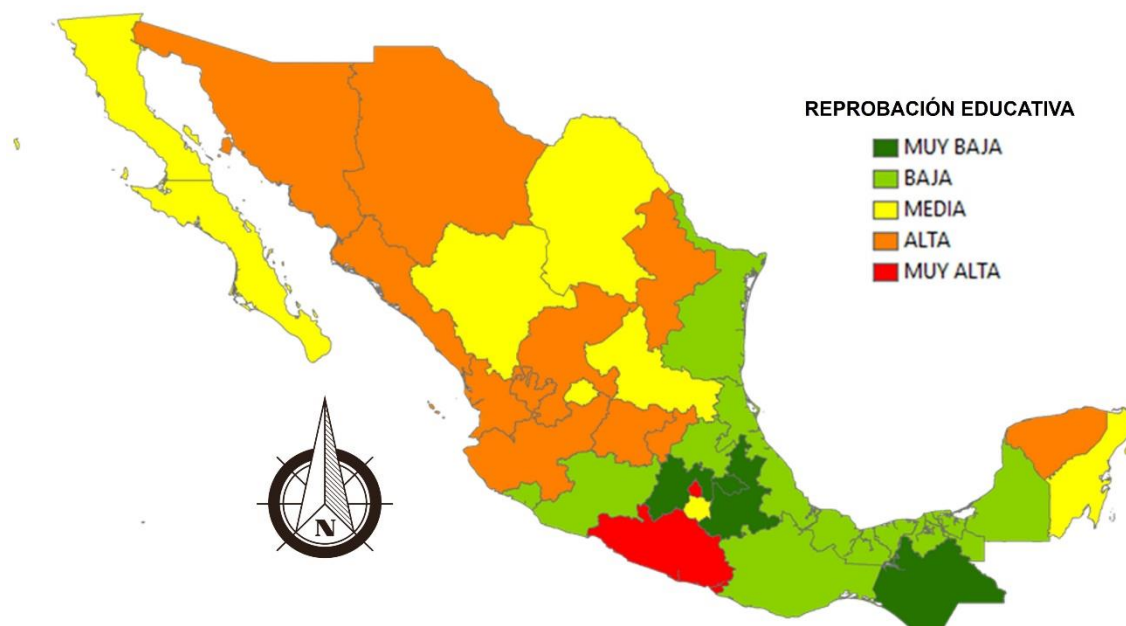 REPROBACIÓN EDUCATIVA
MUY BAJA
BAJA
MEDIA
ALTA
MUY ALTA
N